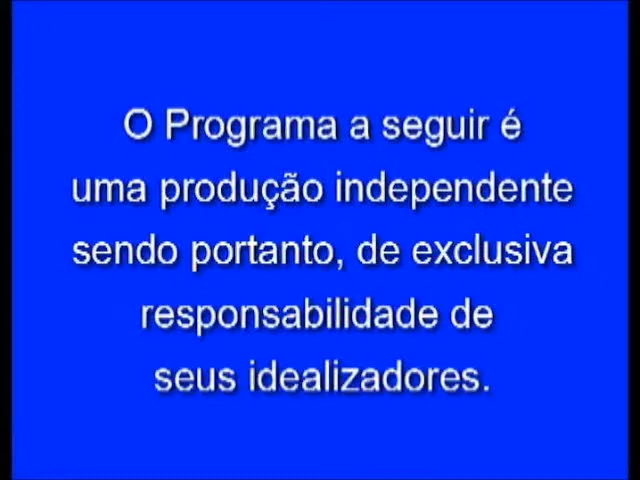 O Programa a seguir é
uma produção independente
sendo portanto, de exclusiva
responsabilidade de
seus idealizadores.